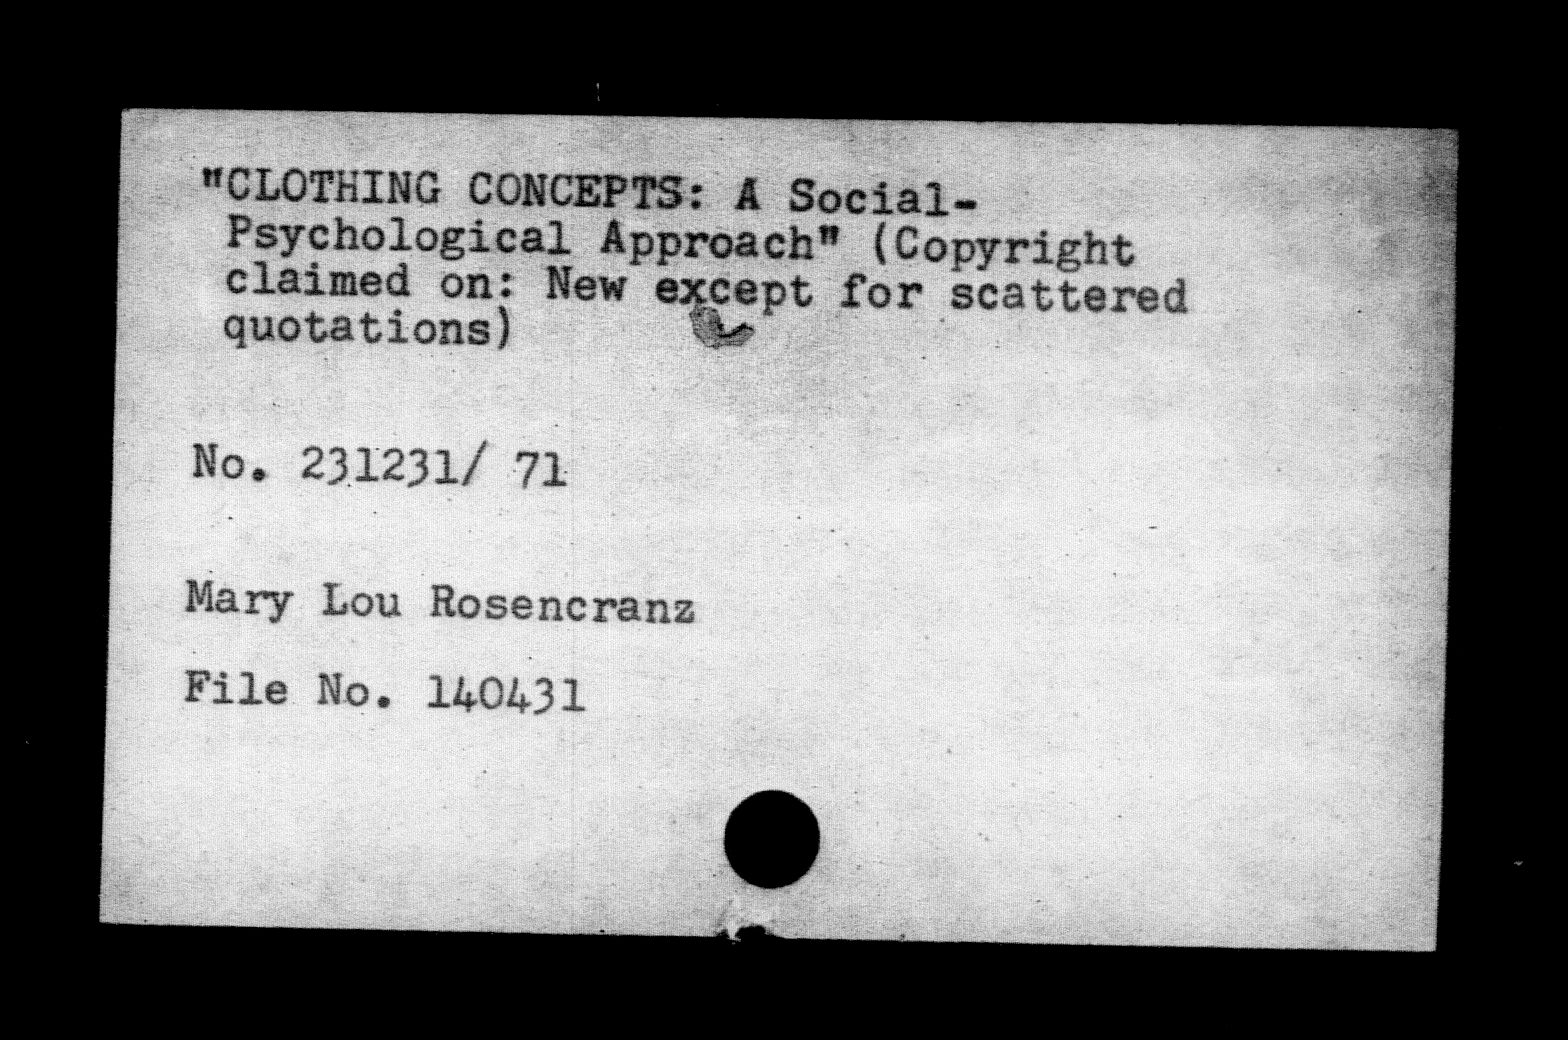 "CLOTHING CONCEPTS: A Social-
Psychological Approach" (Copyright
claimed on: New except for scattered
quotations)
No. 231231/ 71
Mary Lou Rosencranz
File No. 140431